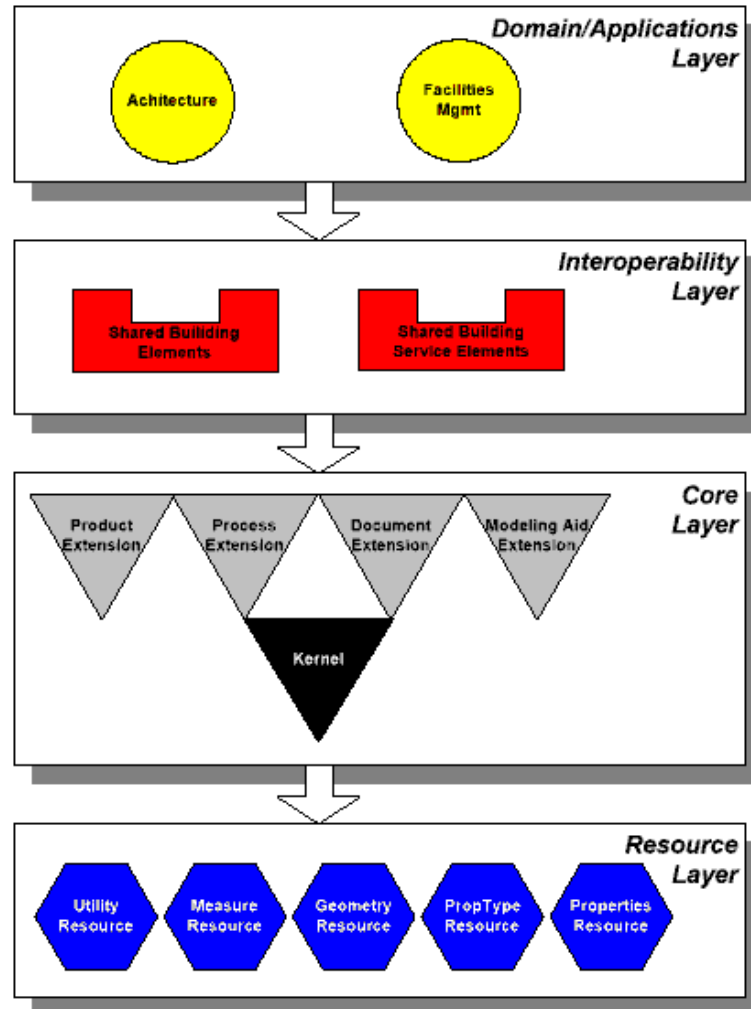 Domain/Applications
Layer
Achitecture
Facilities
Mgmt
Interoperability
Layer
Shared Builiding
Elements
Shared Building
Service Elements
Core
Layer
Product
Extension
Process
Extension
Document
Extension
Modeling Aid
Extension
Kernel
Resource
Layer
Utility
Resource
Measure
Resource
Geometry
Resource
PropType
Resource
Properties
Resource